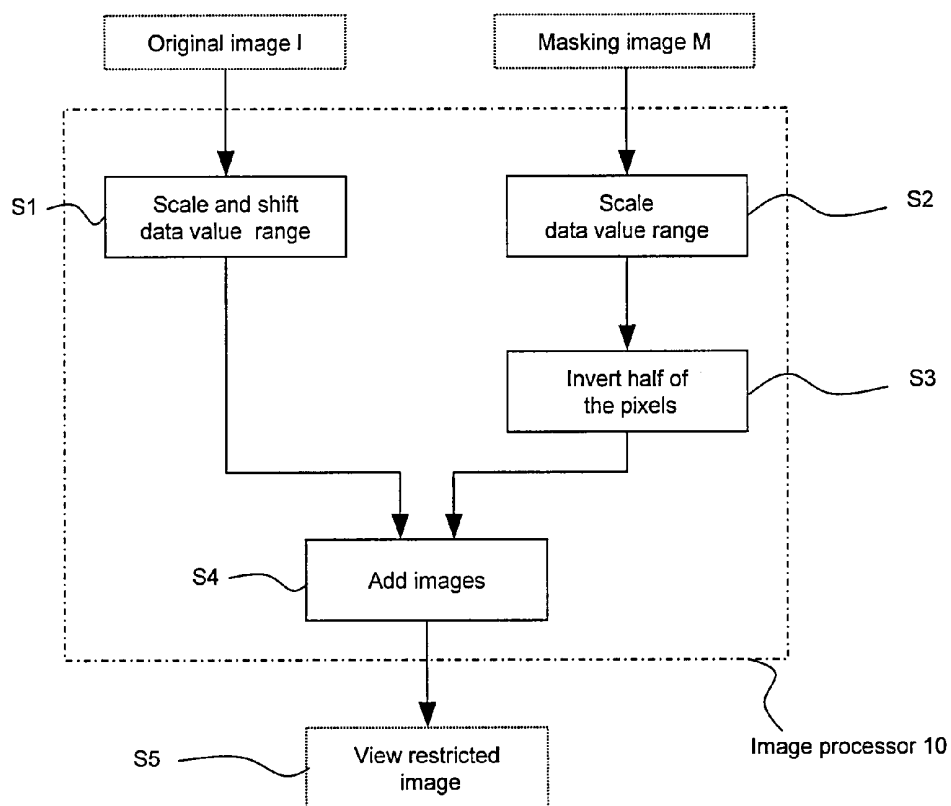 Original image I
Masking image M
S1
Scale and shift
data value range
Scale
data value range
S2
Invert half of
the pixels
S3
S4
Add images
S5
View restricted
image
Image processor 10